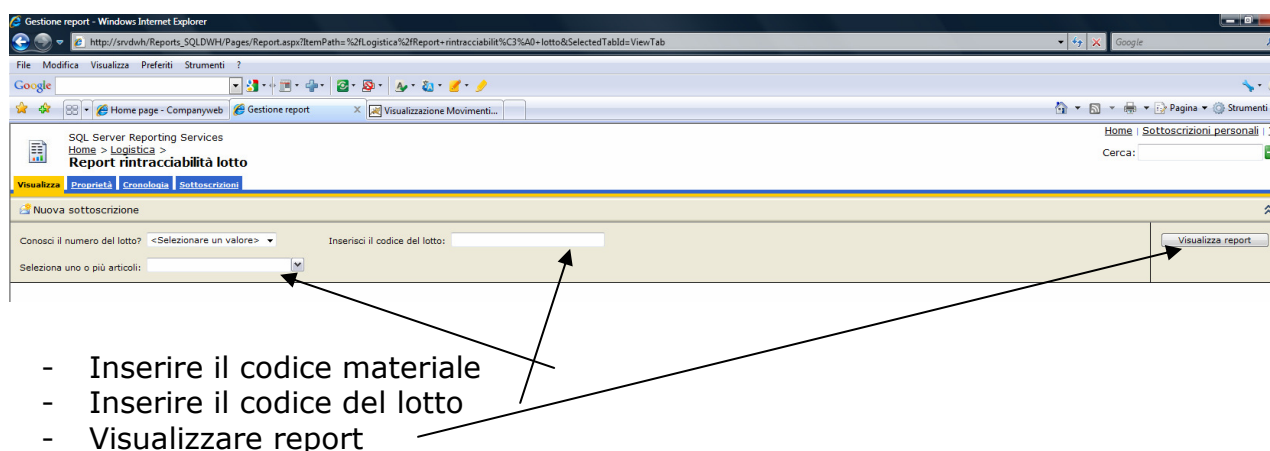 Gestione report - Windows Internet Explorer
http://srvdwh/Reports_SQLDWH/Pages/Report.aspx?ItemPath=%2fLogistica%2fReport+rintracciabilit%C3%A0+lotto&SelectedTabId=ViewTab
Google
File Modifica Visualizza Preferiti Strumenti ?
Google
Home page - Companyweb Gestione report Visualizzazione Movimenti... Pagina Strumenti
SQL Server Reporting Services Home | Sottoscrizioni personali |
Home > Logistica >
Report rintracciabilità lotto Cerca:
Visualizza Proprietà Cronologia Sottoscrizioni
Nuova sottoscrizione
Conosci il numero del lotto? <Selezionare un valore> Inserisci il codice del lotto: Visualizza report
Seleziona uno o più articoli:
- Inserire il codice materiale
- Inserire il codice del lotto
- Visualizzare report